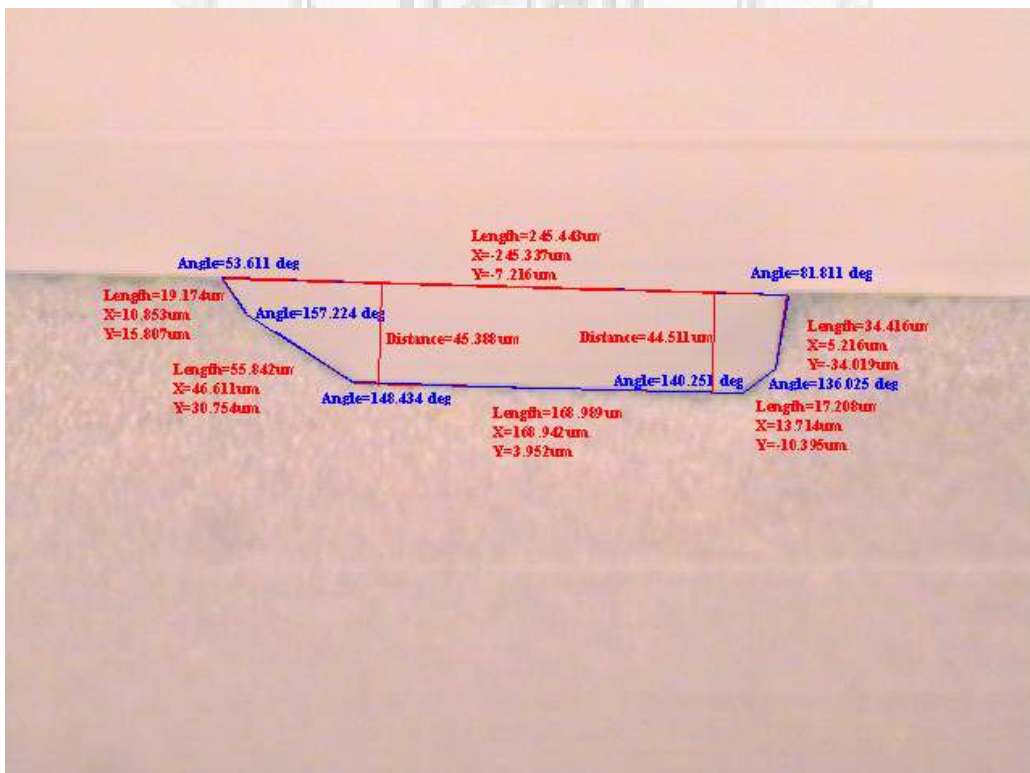 Length=245.443um
X=-245.337um
Y=-7.216um
Angle=53.611 deg
Angle=81.811 deg
Length=19.174um
X=10.853um
Y=15.807um
Angle=157.224 deg
Distance=45.388um
Distance=44.511um
Length=34.416um
X=5.216um
Y=-34.019um
Length=55.842um
X=46.611um
Y=30.754um
Angle=148.434 deg
Angle=140.251 deg
Angle=136.025 deg
Length=168.989um
X=168.942um
Y=3.952um
Length=17.208um
X=13.714um
Y=-10.395um